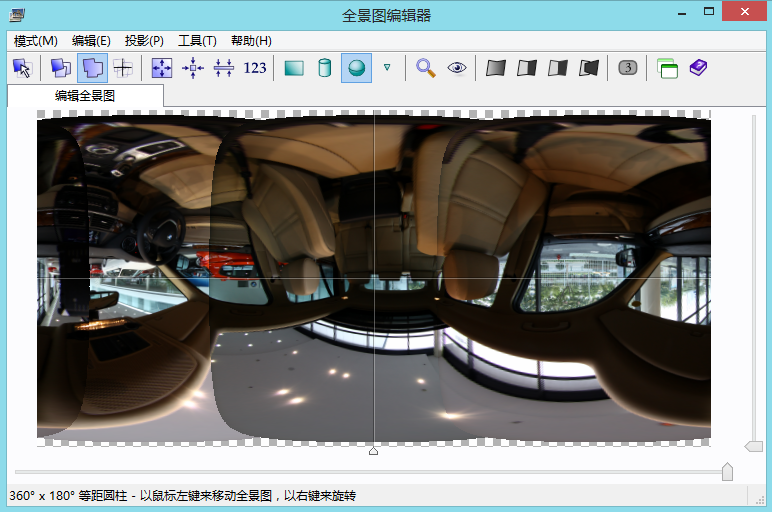 全景图编辑器
模式(M) 编辑(E) 投影(P) 工具(T) 帮助(H)
123
3
编辑全景图
360° x 180° 等距圆柱 - 以鼠标左键来移动全景图，以右键来旋转